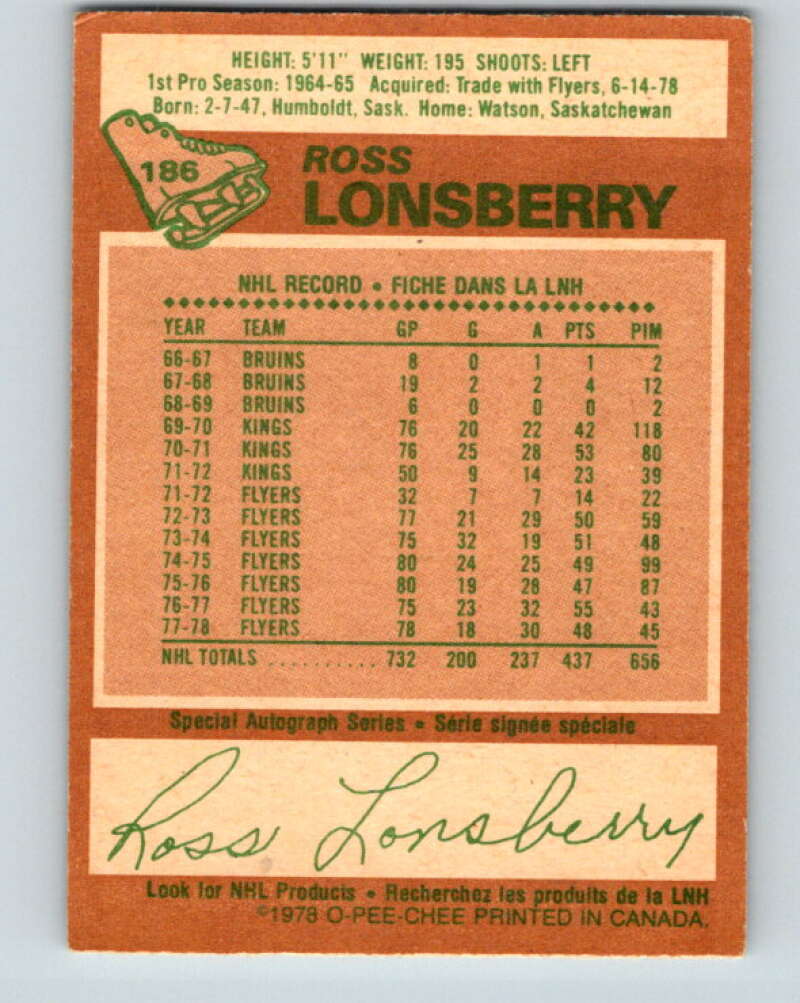 HEIGHT: 5'11" WEIGHT: 195 SHOOTS: LEFT
1st Pro Season: 1964-65 Acquired: Trade with Flyers, 6-14-78
Born: 2-7-47, Humboldt, Sask. Home: Watson, Saskatchewan
186
ROSS
LONSBERRY
NHL RECORD • FICHE DANS LA LNH
YEAR TEAM GP G A PTS PIM
66-67 BRUINS 8 0 1 1 2
67-68 BRUINS 19 2 2 4 12
68-69 BRUINS 6 0 0 0 2
69-70 KINGS 76 20 22 42 118
70-71 KINGS 76 25 28 53 80
71-72 KINGS 50 9 14 23 39
71-72 FLYERS 32 7 7 14 22
72-73 FLYERS 77 21 29 50 59
73-74 FLYERS 75 32 19 51 48
74-75 FLYERS 80 24 25 49 99
75-76 FLYERS 80 19 28 47 87
76-77 FLYERS 75 23 32 55 43
77-78 FLYERS 78 18 30 48 45
NHL TOTALS .......... 732 200 237 437 656
Special Autograph Series • Série signée spéciale
Ross Lonsberry
Look for NHL Products • Recherchez les produits de la LNH
©1978 O-PEE-CHEE PRINTED IN CANADA.